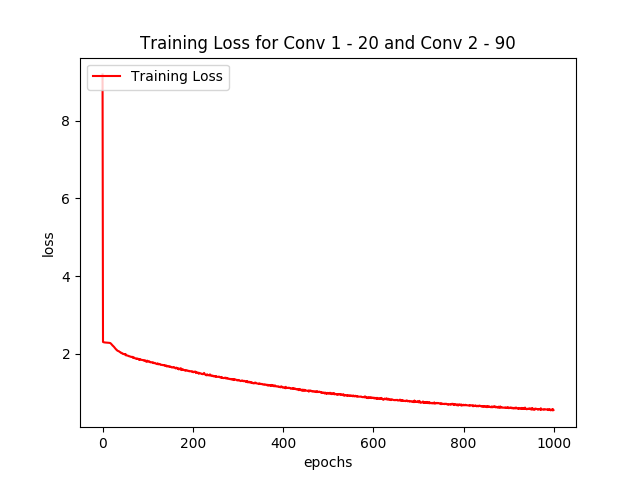 Training Loss for Conv 1 - 20 and Conv 2 - 90
Training Loss
loss
8
6
4
2
0 200 400 600 800 1000
epochs